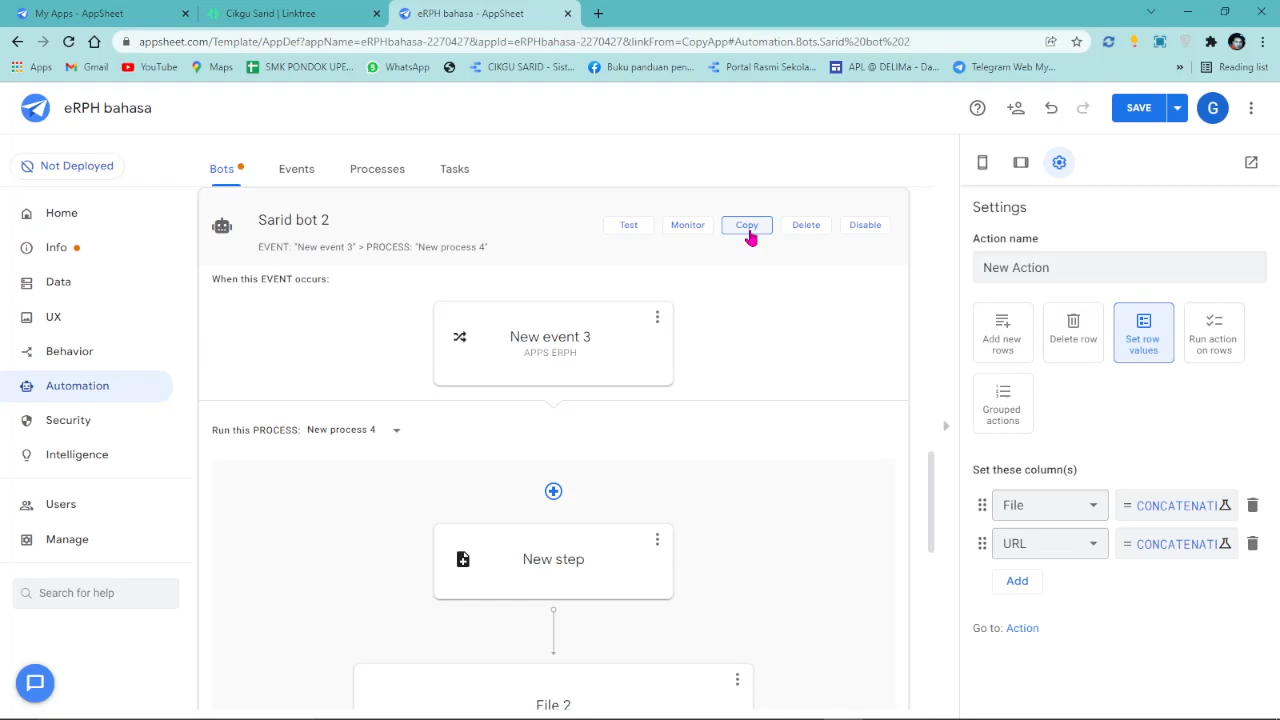 My Apps - AppSheet
Cikgu Sarid | Linktree
eRPH bahasa - AppSheet
appsheet.com/Template/AppDef?appName=eRPHbahasa-2270427&appId=eRPHbahasa-2270427&linkFrom=CopyApp#Automation.Bots.Sarid%20bot%202
Apps
Gmail
YouTube
Maps
SMK PONDOK UPE...
WhatsApp
CIKGU SARID - Sist...
Buku panduan pen...
Portal Rasmi Sekola...
APL @ DELIMa - Da...
Telegram Web My...
»
Reading list
eRPH bahasa
SAVE
G
Not Deployed
Bots
Events
Processes
Tasks
Home
Info
Data
UX
Behavior
Automation
Security
Intelligence
Users
Manage
Search for help
Sarid bot 2
EVENT: "New event 3" > PROCESS: "New process 4"
Test
Monitor
Copy
Delete
Disable
When this EVENT occurs:
New event 3
APPS ERPH
Run this PROCESS: New process 4
New step
File 2
Settings
Action name
New Action
Add new
rows
Delete row
Set row
values
Run action
on rows
Grouped
actions
Set these column(s)
File
= CONCATENATI
URL
= CONCATENATI
Add
Go to: Action